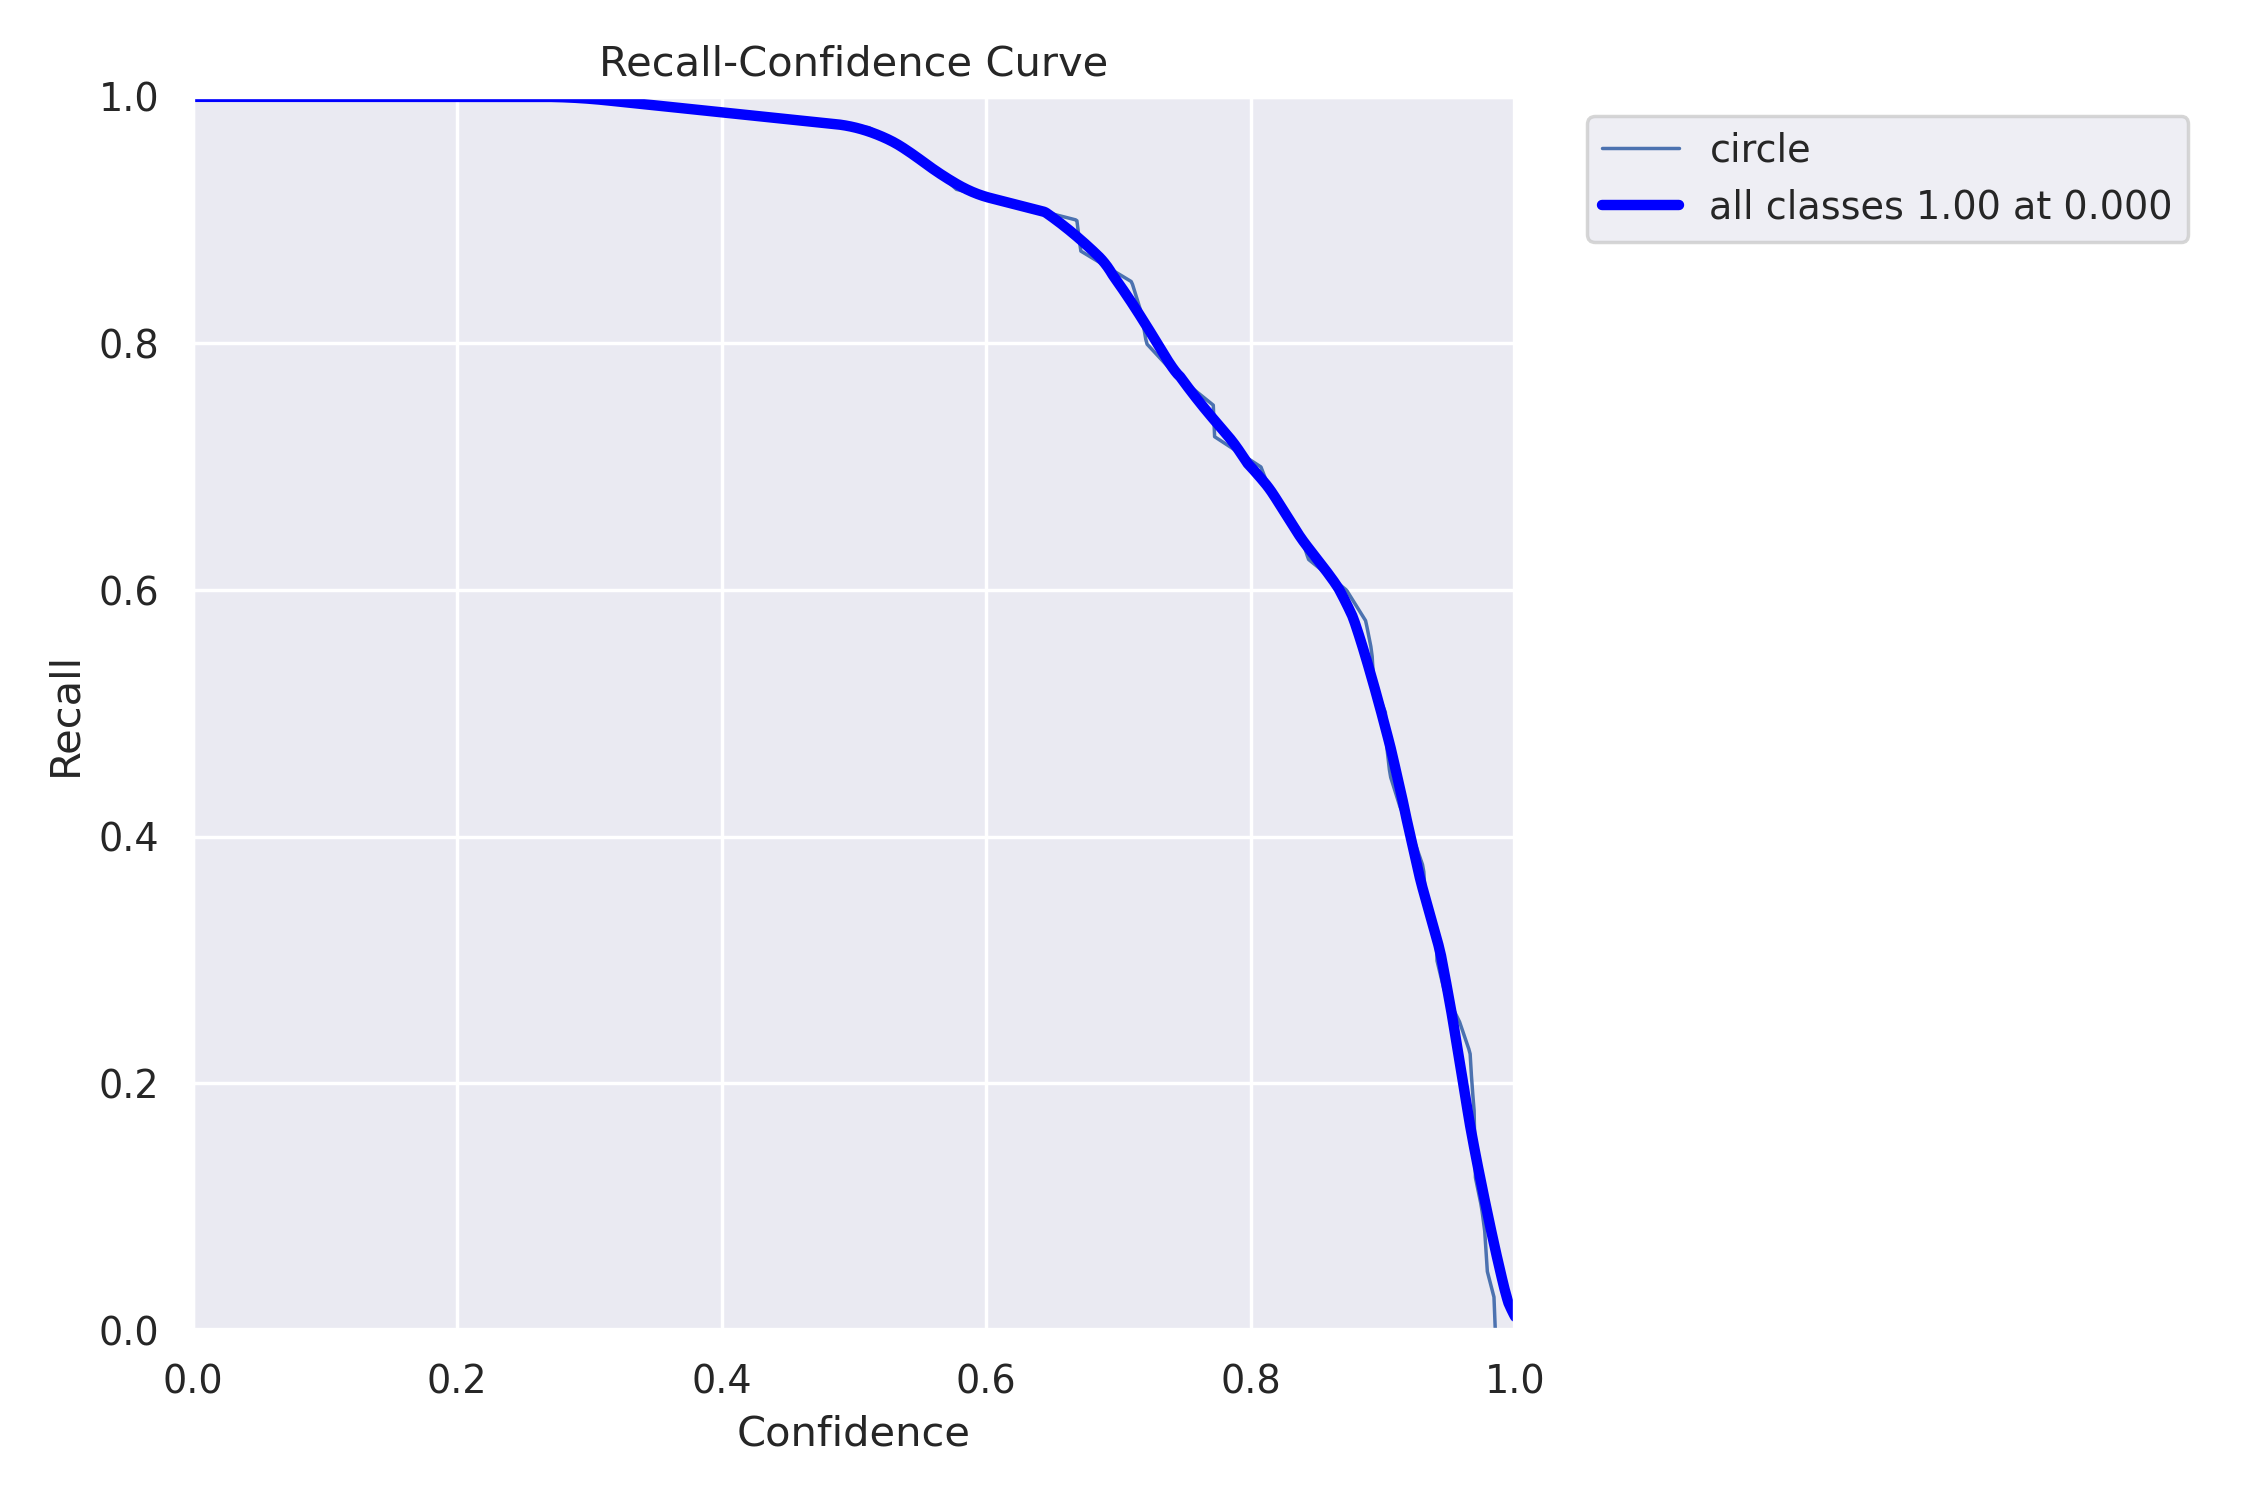 Recall-Confidence Curve
circle
all classes 1.00 at 0.000
1.0
0.8
0.6
0.4
0.2
0.0
Recall
0.0 0.2 0.4 0.6 0.8 1.0
Confidence